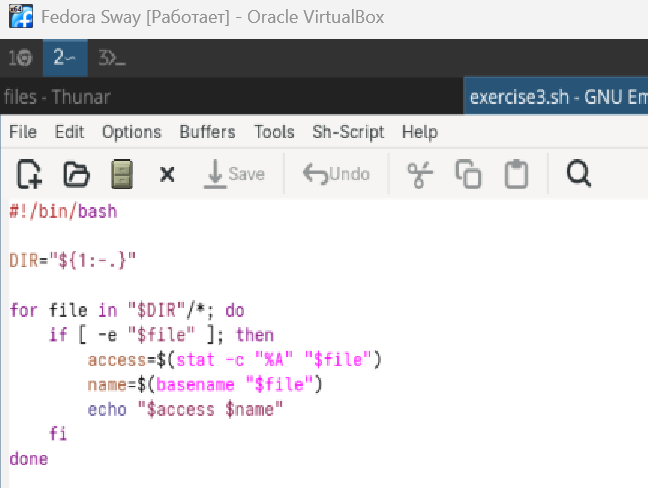 x64 Fedora Sway [Работает] - Oracle VirtualBox
1 2 3
files - Thunar exercise3.sh - GNU Em
File Edit Options Buffers Tools Sh-Script Help
Save Undo
#!/bin/bash
DIR="${1:-.}"
for file in "$DIR"/*; do
    if [ -e "$file" ]; then
        access=$(stat -c "%A" "$file")
        name=$(basename "$file")
        echo "$access $name"
    fi
done